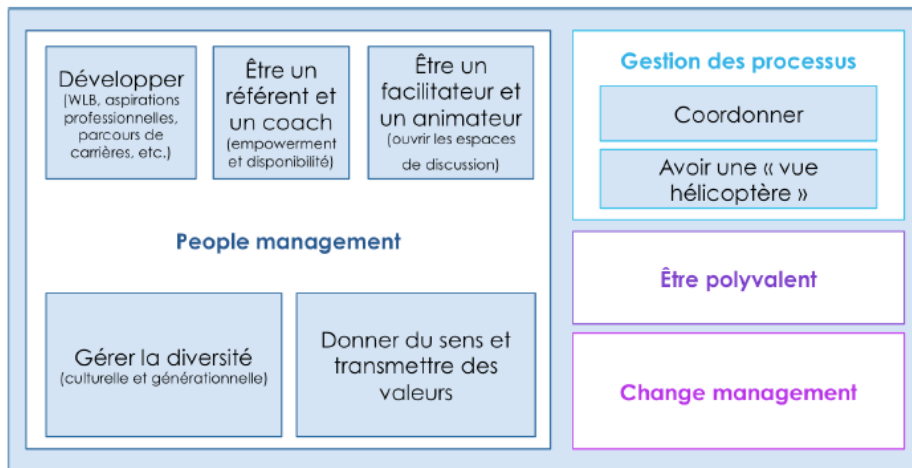 Développer
(WLB, aspirations
professionnelles,
parcours de
carrières, etc.)
Être un
référent et
un coach
(empowerment
et disponibilité)
Être un
facilitateur et
un animateur
(ouvrir les espaces
de discussion)
People management
Gérer la diversité
(culturelle et générationnelle)
Donner du sens et
transmettre des
valeurs
Gestion des processus
Coordonner
Avoir une « vue
hélicoptère »
Être polyvalent
Change management